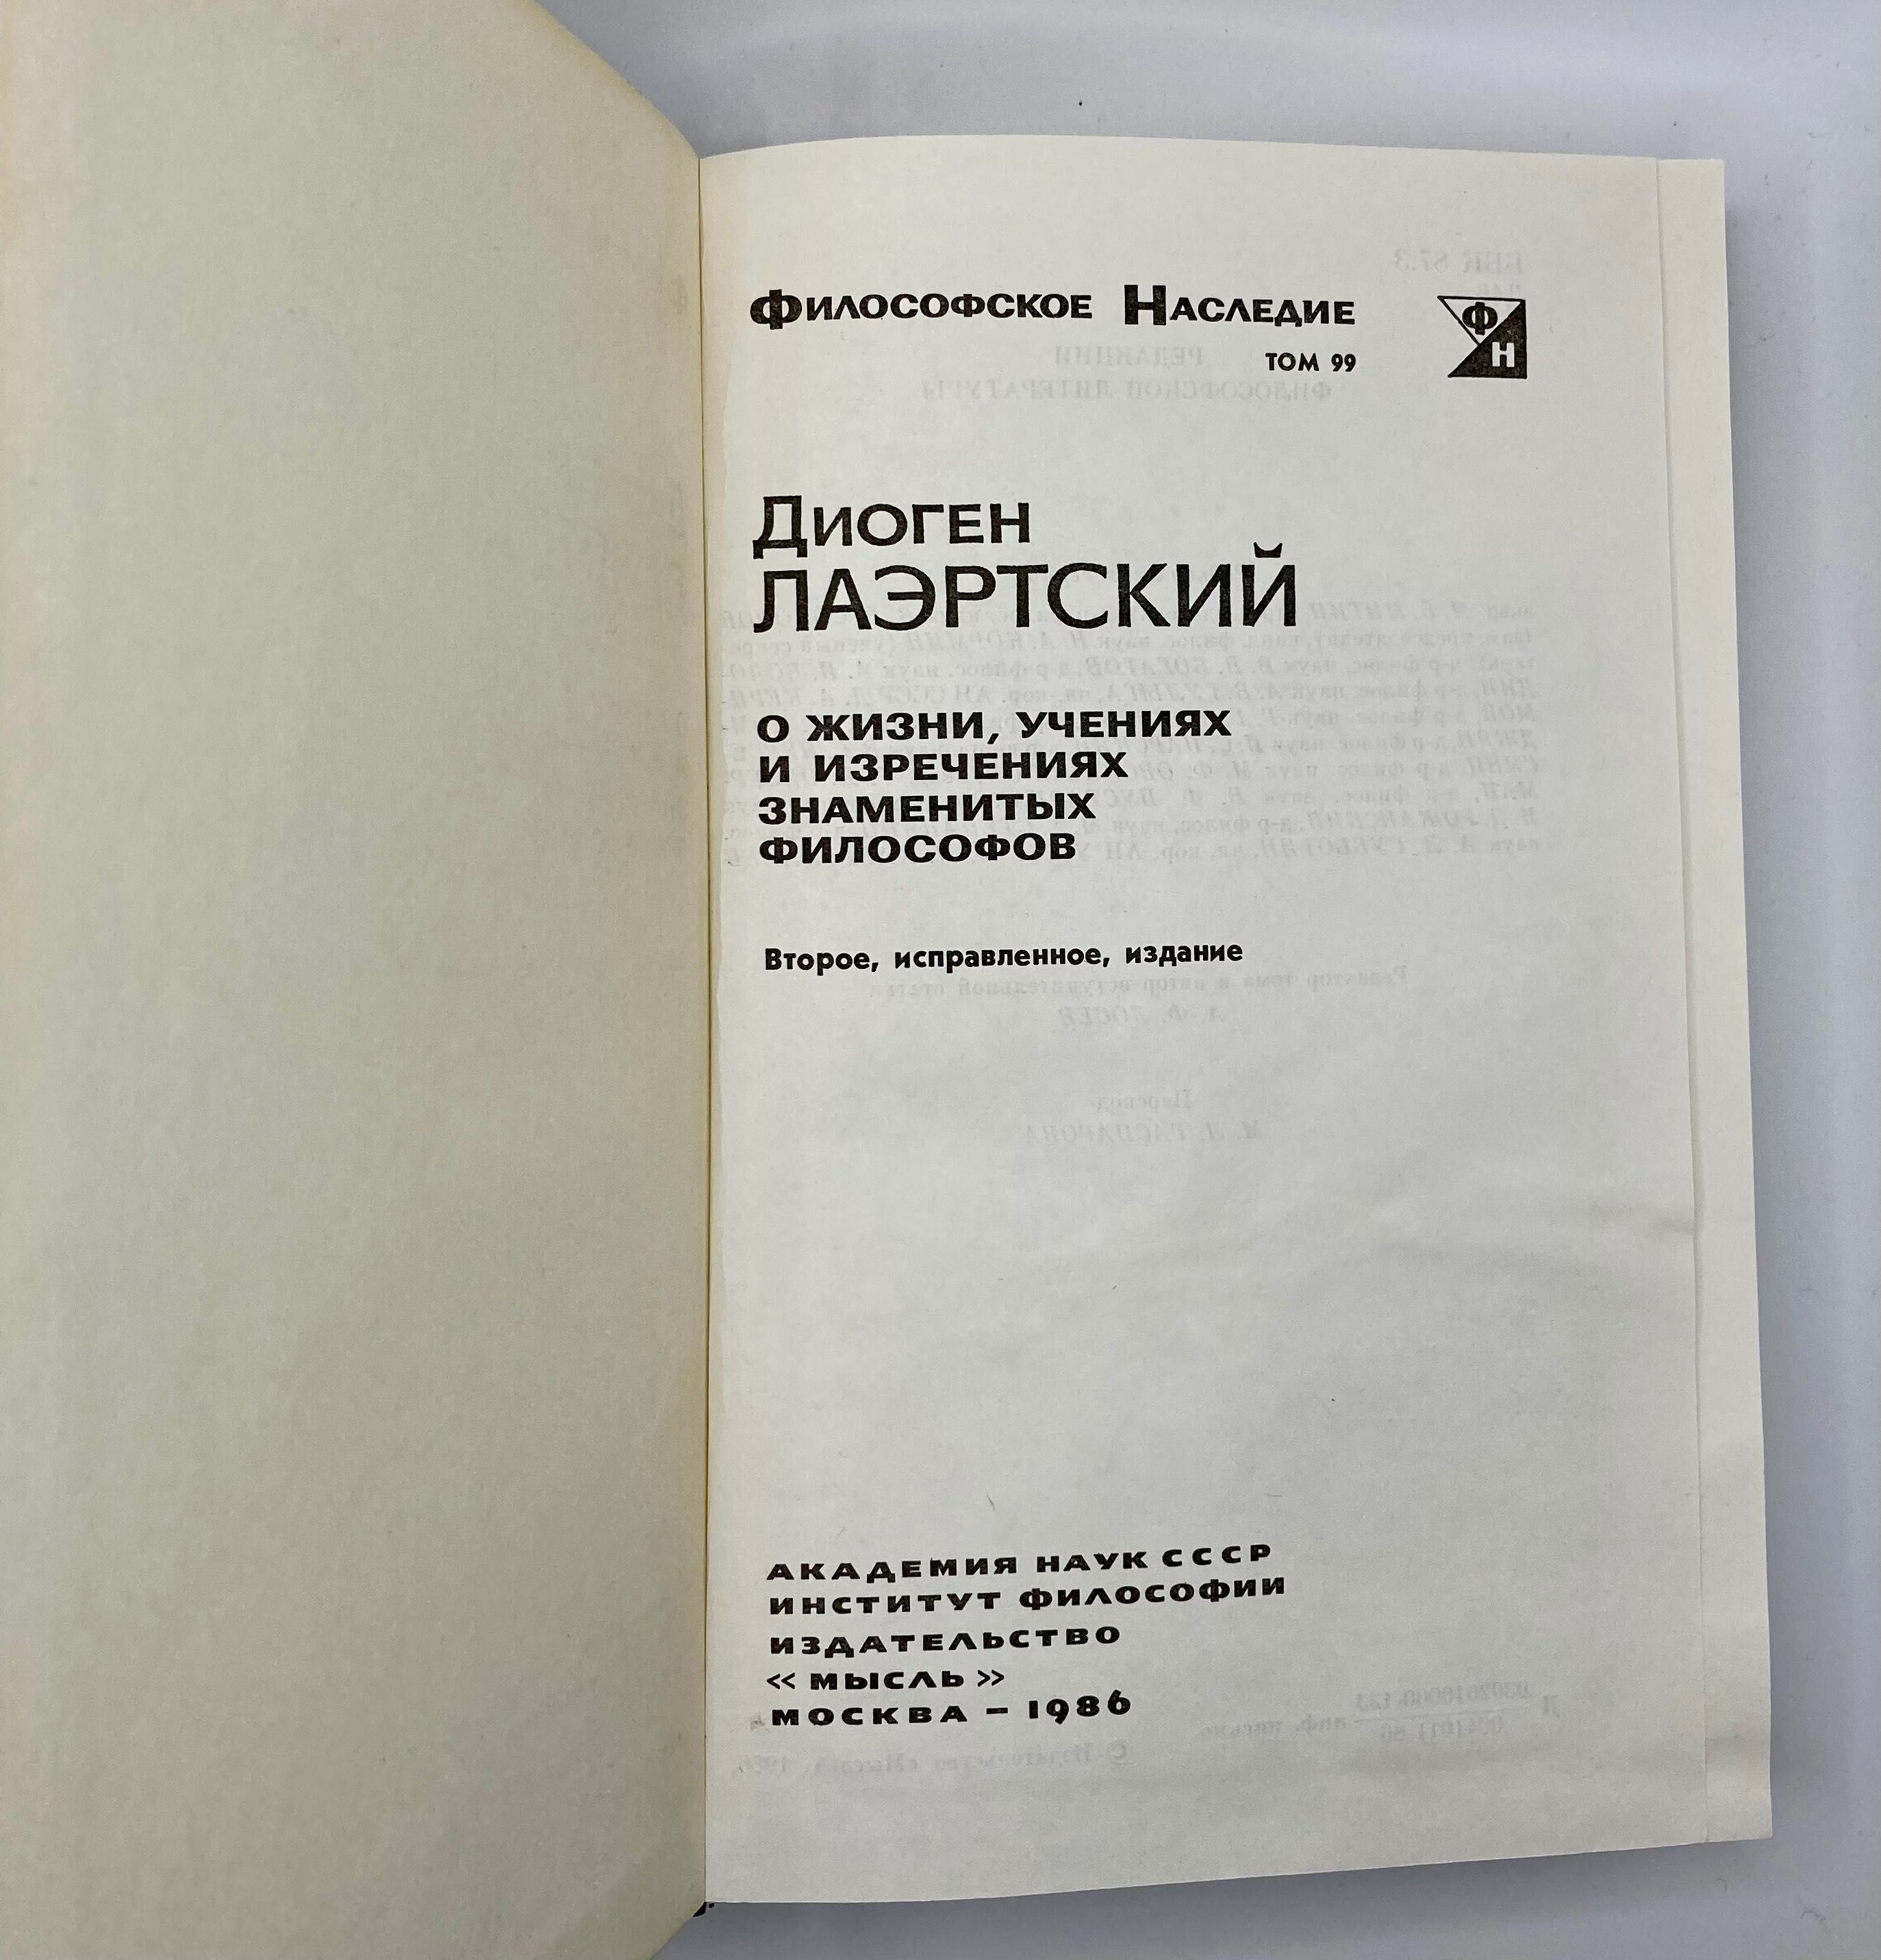 Философское Наследие
ТОМ 99
Ф
Н
Диоген
ЛАЭРТСКИЙ
О ЖИЗНИ, УЧЕНИЯХ
И ИЗРЕЧЕНИЯХ
ЗНАМЕНИТЫХ
ФИЛОСОФОВ
Второе, исправленное, издание
АКАДЕМИЯ НАУК СССР
ИНСТИТУТ ФИЛОСОФИИ
ИЗДАТЕЛЬСТВО
«МЫСЛЬ»
МОСКВА – 1986